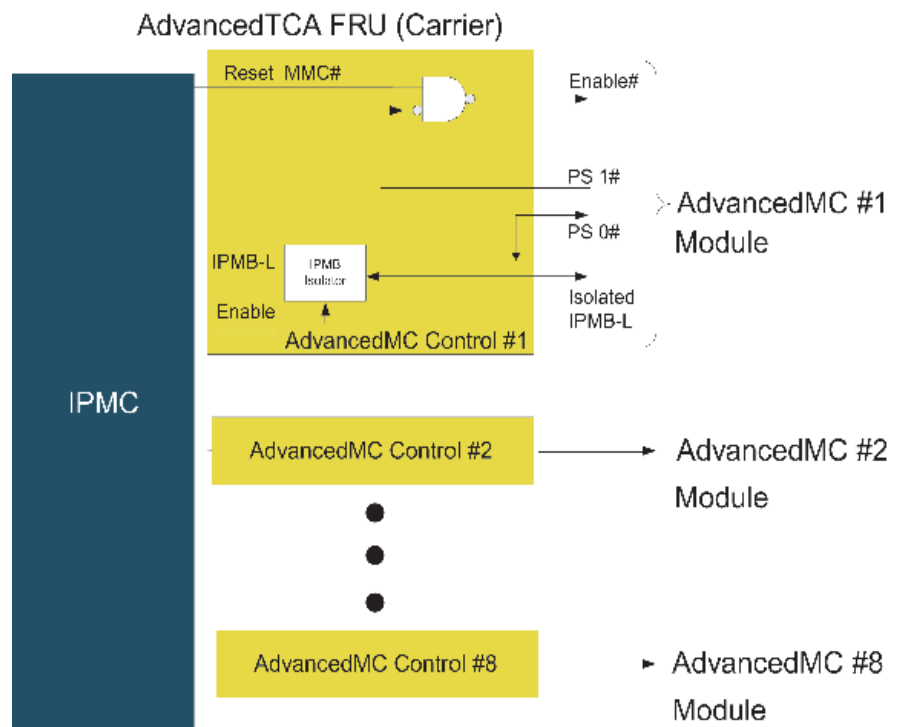 AdvancedTCA FRU (Carrier)
Reset MMC#
Enable#
PS 1#
AdvancedMC #1
Module
PS 0#
IPMB-L
IPMB
Isolator
Isolated
IPMB-L
Enable
AdvancedMC Control #1
IPMC
AdvancedMC Control #2
AdvancedMC #2
Module
AdvancedMC Control #8
AdvancedMC #8
Module